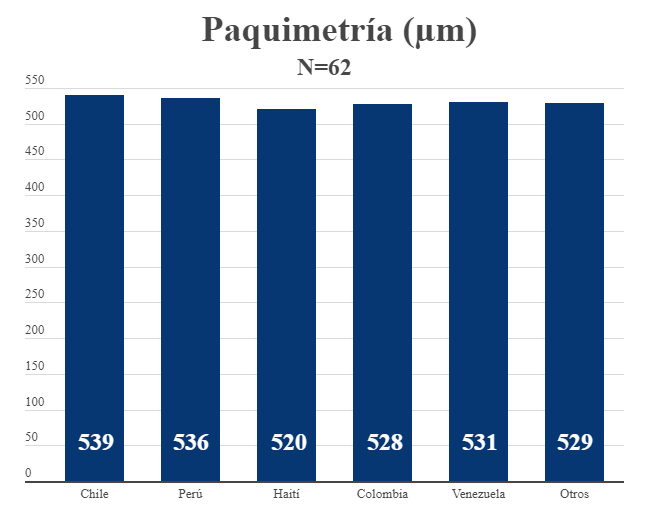 Paquimetría (µm)
N=62
550
500
450
400
350
300
250
200
150
100
50
0
539
536
520
528
531
529
Chile
Perú
Haití
Colombia
Venezuela
Otros